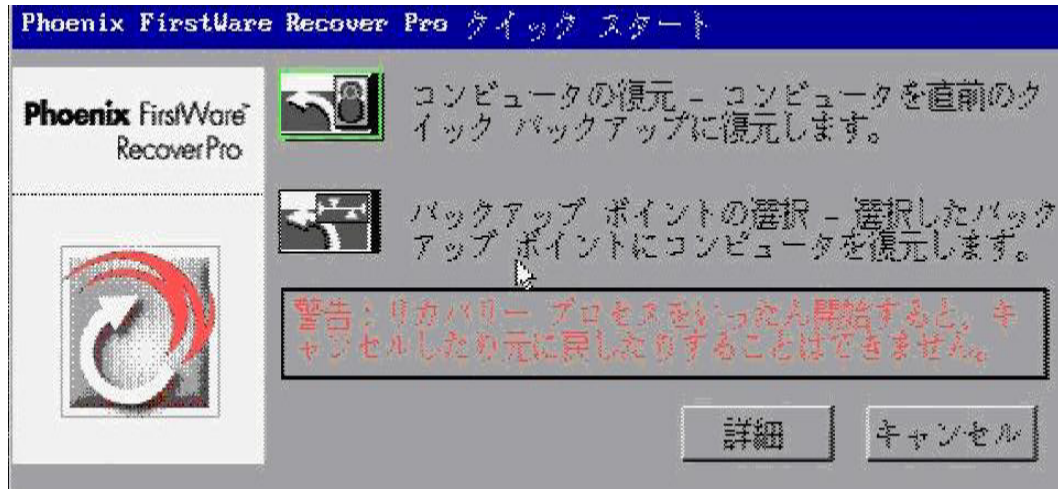 Phoenix FirstWare Recover Pro クイック スタート
Phoenix FirstWare™
RecoverPro
コンピュータの復元 - コンピュータを直前のク
イック バックアップに復元します。
バックアップ ポイントの選択 - 選択したバック
アップ ポイントにコンピュータを復元します。
警告：リカバリー プロセスをいったん開始すると、キ
ャンセルしたり元に戻したりすることはできません。
詳細
キャンセル